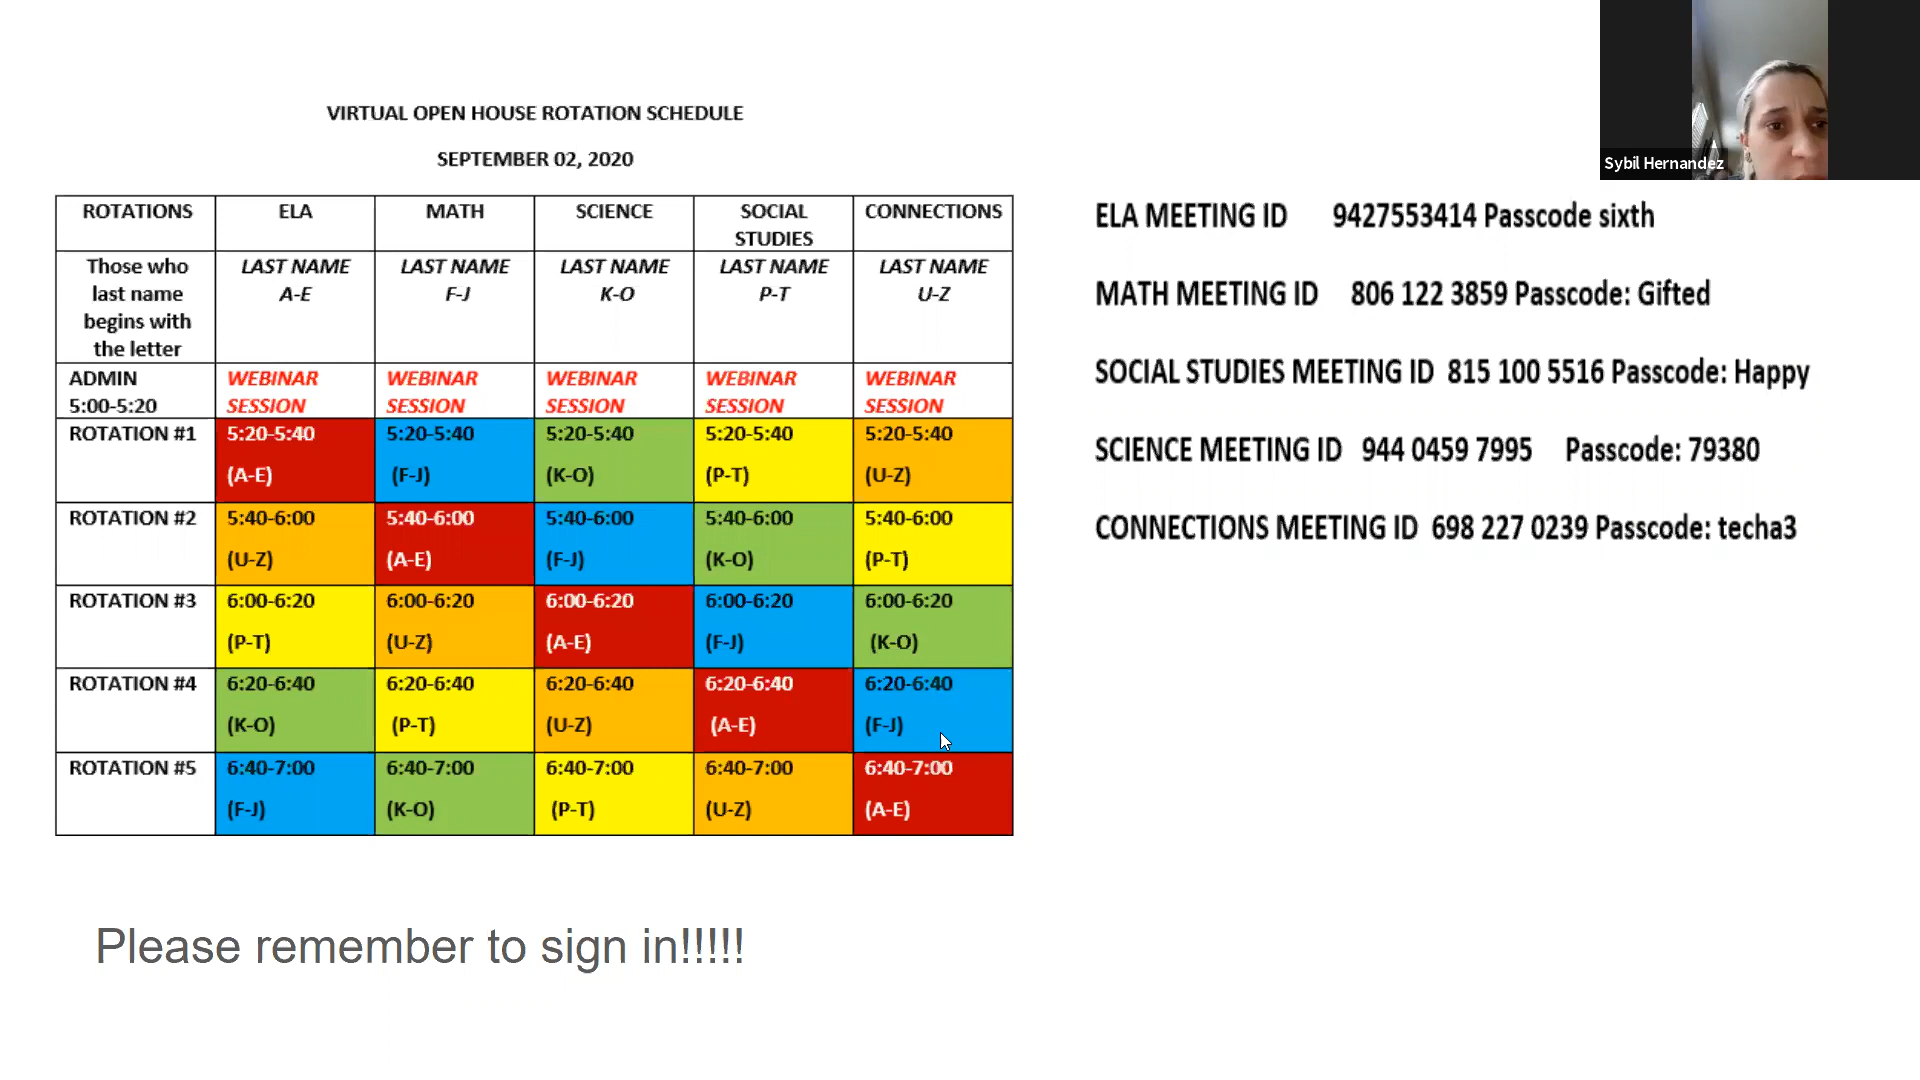 VIRTUAL OPEN HOUSE ROTATION SCHEDULE
SEPTEMBER 02, 2020
ROTATIONS ELA MATH SCIENCE SOCIAL STUDIES CONNECTIONS
Those who last name begins with the letter LAST NAME A-E LAST NAME F-J LAST NAME K-O LAST NAME P-T LAST NAME U-Z
ADMIN 5:00-5:20 WEBINAR SESSION WEBINAR SESSION WEBINAR SESSION WEBINAR SESSION WEBINAR SESSION
ROTATION #1 5:20-5:40 5:20-5:40 5:20-5:40 5:20-5:40 5:20-5:40
(A-E) (F-J) (K-O) (P-T) (U-Z)
ROTATION #2 5:40-6:00 5:40-6:00 5:40-6:00 5:40-6:00 5:40-6:00
(U-Z) (A-E) (F-J) (K-O) (P-T)
ROTATION #3 6:00-6:20 6:00-6:20 6:00-6:20 6:00-6:20 6:00-6:20
(P-T) (U-Z) (A-E) (F-J) (K-O)
ROTATION #4 6:20-6:40 6:20-6:40 6:20-6:40 6:20-6:40 6:20-6:40
(K-O) (P-T) (U-Z) (A-E) (F-J)
ROTATION #5 6:40-7:00 6:40-7:00 6:40-7:00 6:40-7:00 6:40-7:00
(F-J) (K-O) (P-T) (U-Z) (A-E)
Please remember to sign in!!!!!
Sybil Hernandez
ELA MEETING ID 9427553414 Passcode sixth
MATH MEETING ID 806 122 3859 Passcode: Gifted
SOCIAL STUDIES MEETING ID 815 100 5516 Passcode: Happy
SCIENCE MEETING ID 944 0459 7995 Passcode: 79380
CONNECTIONS MEETING ID 698 227 0239 Passcode: techa3